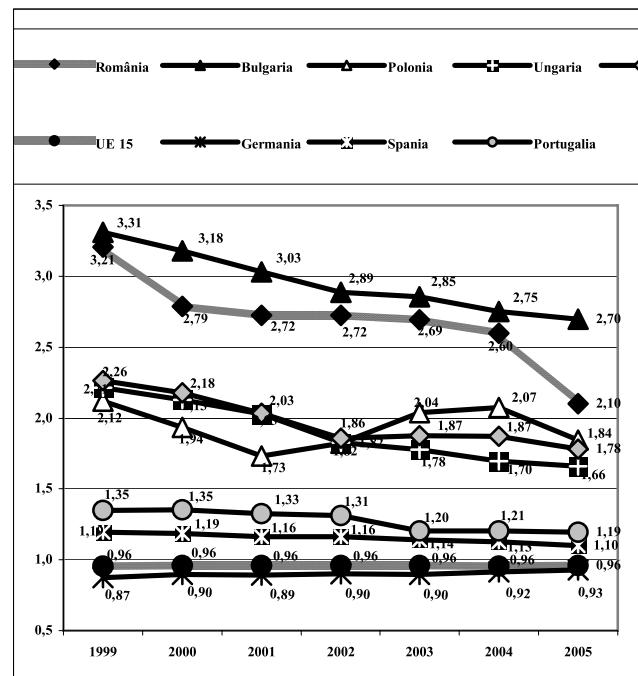 România Bulgaria Polonia Ungaria
UE 15 Germania Spania Portugalia
3,5
3,0
2,5
2,0
1,5
1,0
0,5
3,31 3,18 3,03 2,89 2,85 2,75 2,70
3,21 2,79 2,72 2,72 2,69 2,60 2,10
2,26 2,18 2,03 1,86 1,87 1,87 1,78
2,12 1,94 1,73 2,04 2,07 1,84
1,78 1,70 1,66
1,35 1,35 1,33 1,31 1,20 1,21 1,19
1,19 1,16 1,16 1,14 1,13 1,10
0,96 0,96 0,96 0,96 0,96 0,96 0,96
0,87 0,90 0,89 0,90 0,90 0,92 0,93
1999 2000 2001 2002 2003 2004 2005